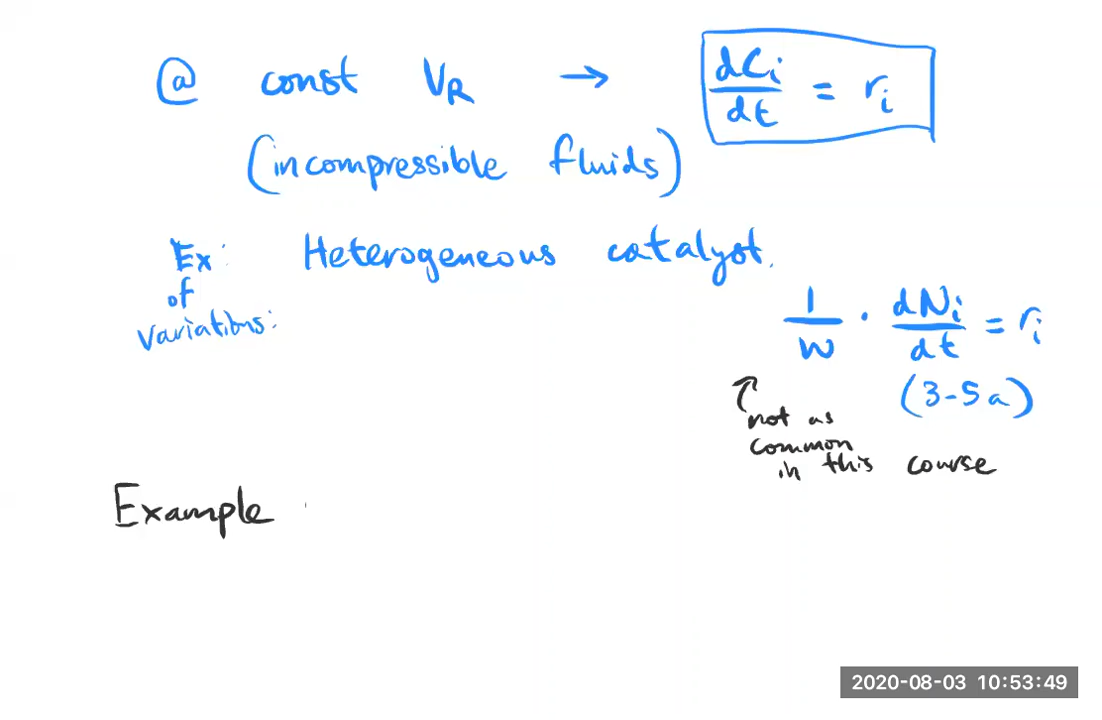 @ const V_R → dC_i/dt = r_i
(incompressible fluids)
Ex: Heterogeneous catalyst.
of
variations:
1/W · dN_i/dt = r_i
(3-5a)
↑
not as
common
in this course
Example
2020-08-03 10:53:49